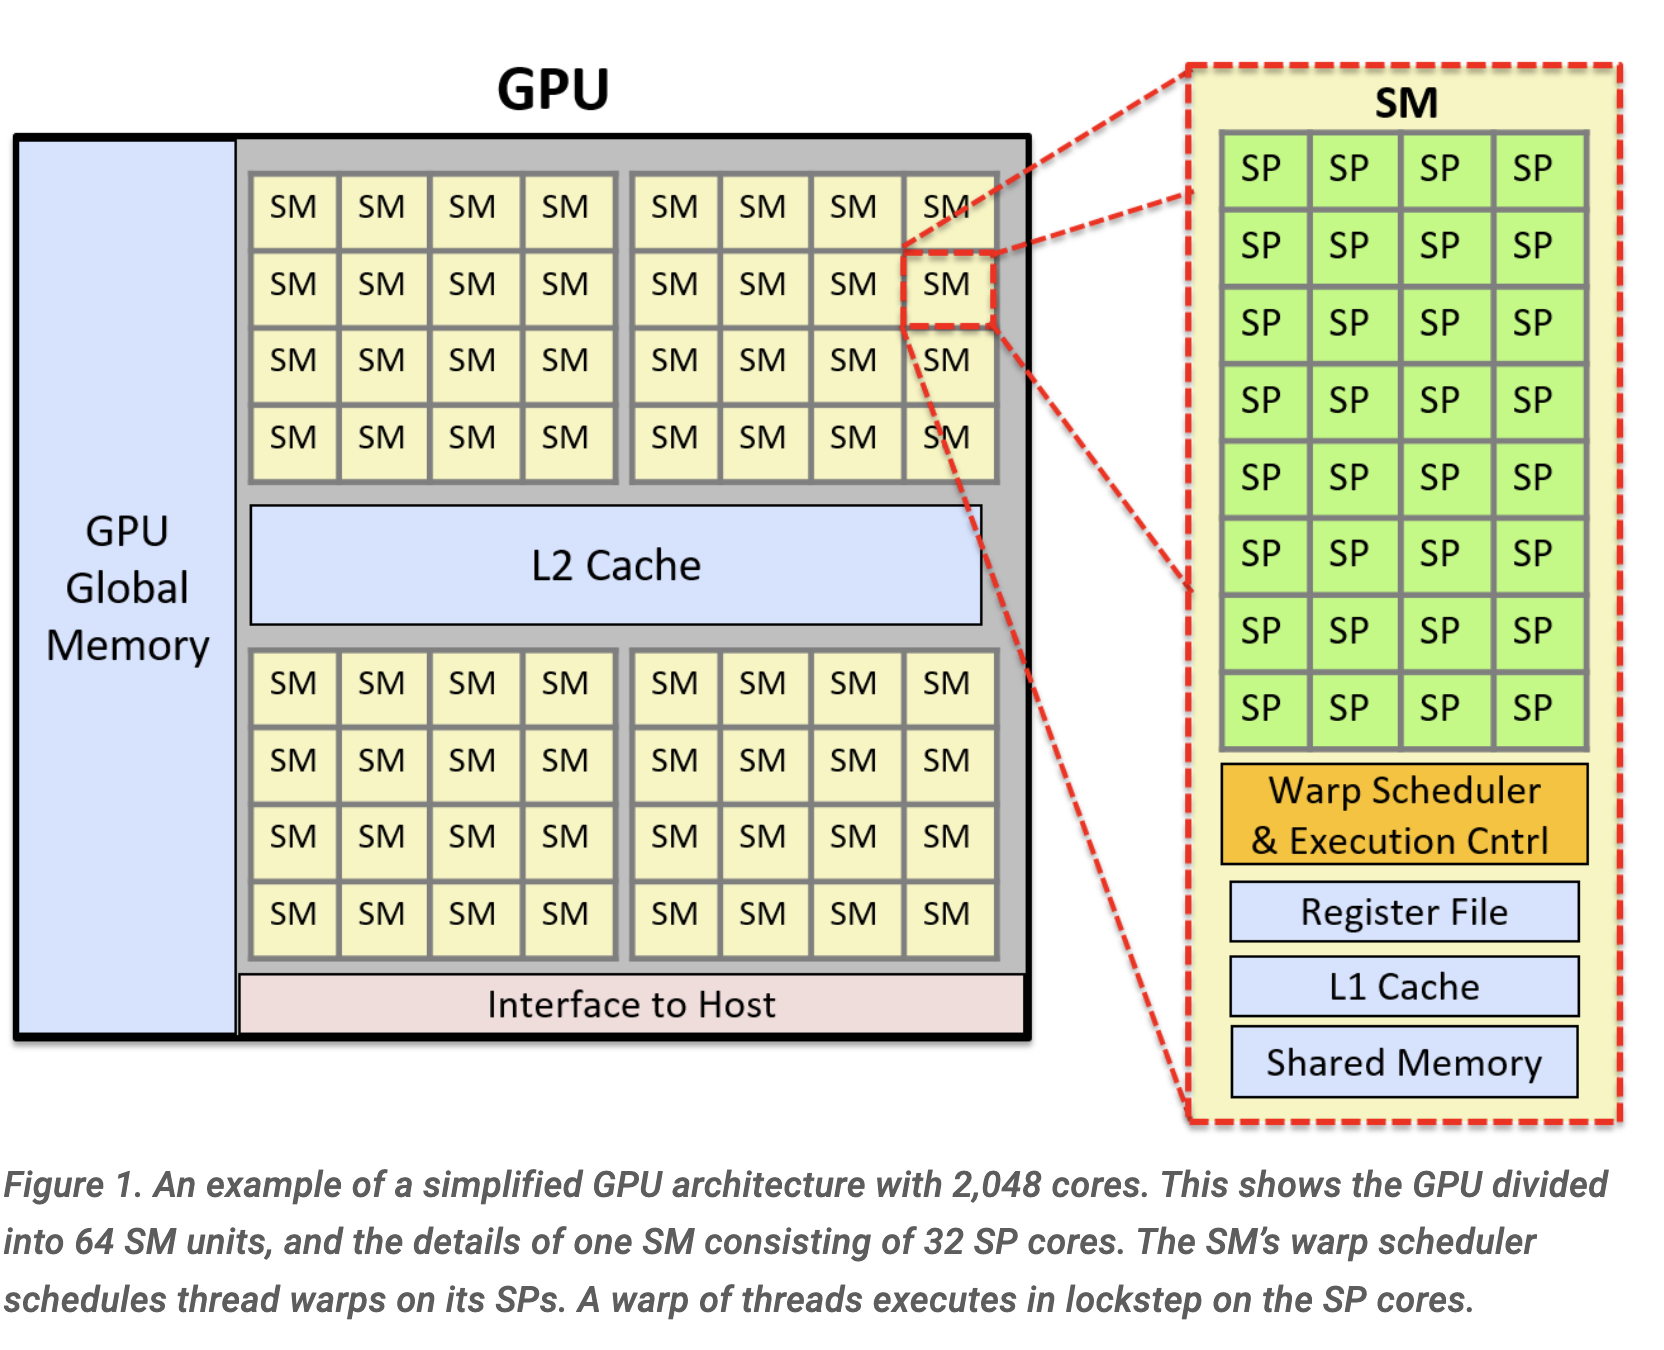 GPU
SM SM SM SM SM SM SM SM
SM SM SM SM SM SM SM SM
SM SM SM SM SM SM SM SM
SM SM SM SM SM SM SM SM
GPU
Global
Memory
L2 Cache
SM SM SM SM SM SM SM SM
SM SM SM SM SM SM SM SM
SM SM SM SM SM SM SM SM
SM SM SM SM SM SM SM SM
Interface to Host
SM
SP SP SP SP
SP SP SP SP
SP SP SP SP
SP SP SP SP
SP SP SP SP
SP SP SP SP
SP SP SP SP
SP SP SP SP
Warp Scheduler
& Execution Cntrl
Register File
L1 Cache
Shared Memory
Figure 1. An example of a simplified GPU architecture with 2,048 cores. This shows the GPU divided
into 64 SM units, and the details of one SM consisting of 32 SP cores. The SM’s warp scheduler
schedules thread warps on its SPs. A warp of threads executes in lockstep on the SP cores.